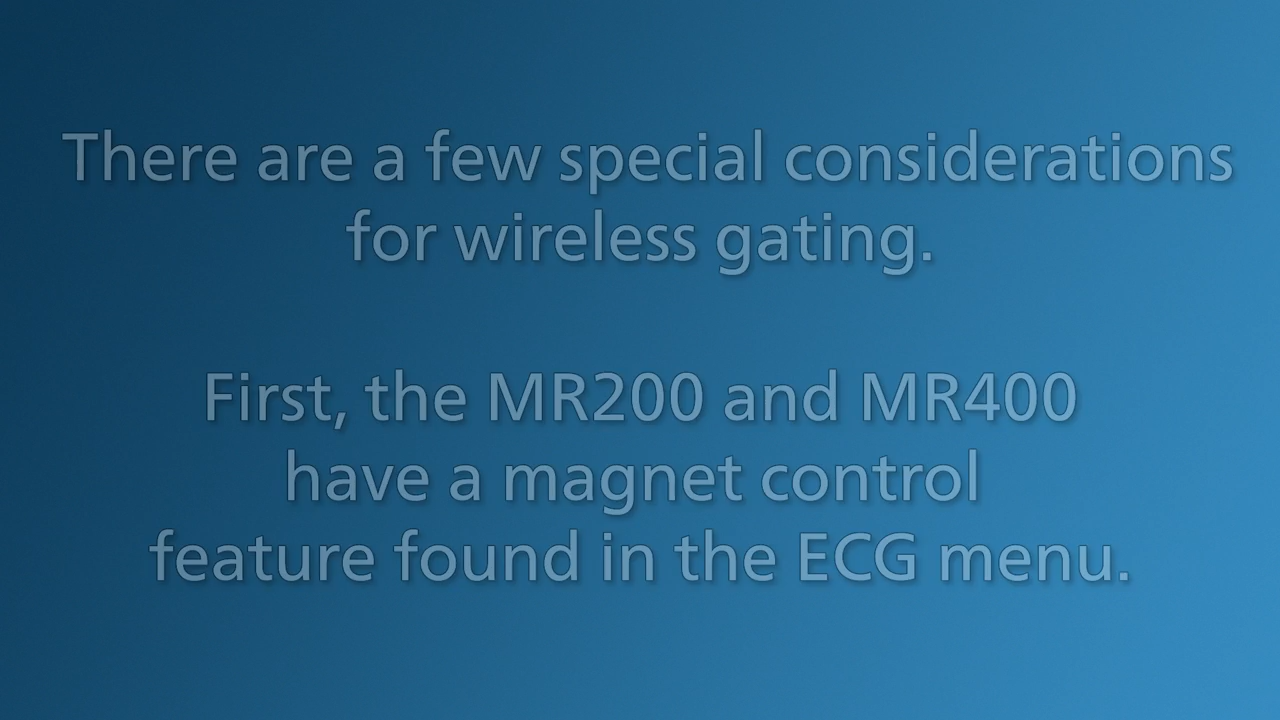 There are a few special considerations
for wireless gating.
First, the MR200 and MR400
have a magnet control
feature found in the ECG menu.